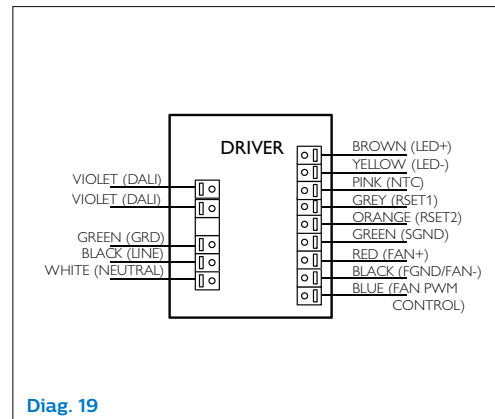 DRIVER
VIOLET (DALI)
VIOLET (DALI)
GREEN (GRD)
BLACK (LINE)
WHITE (NEUTRAL)
BROWN (LED+)
YELLOW (LED-)
PINK (NTC)
GREY (RSET1)
ORANGE (RSET2)
GREEN (SGND)
RED (FAN+)
BLACK (FGND/FAN-)
BLUE (FAN PWM
CONTROL)
Diag. 19